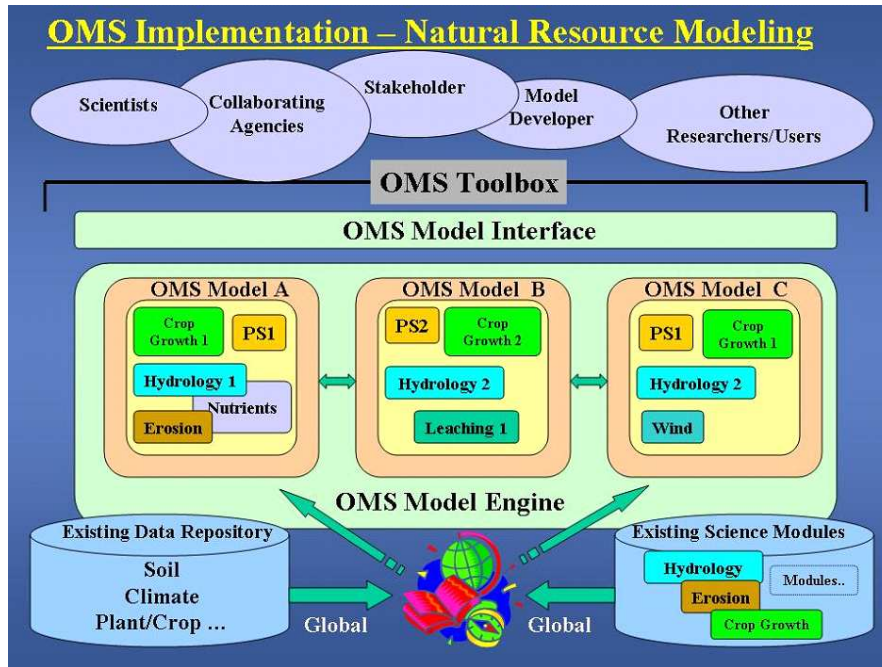 OMS Implementation – Natural Resource Modeling
Scientists
Collaborating
Agencies
Stakeholder
Model
Developer
Other
Researchers/Users
OMS Toolbox
OMS Model Interface
OMS Model A
Crop
Growth 1
PS1
Hydrology 1
Nutrients
Erosion
OMS Model B
PS2
Crop
Growth 2
Hydrology 2
Leaching 1
OMS Model C
PS1
Crop
Growth 1
Hydrology 2
Wind
OMS Model Engine
Existing Data Repository
Soil
Climate
Plant/Crop ...
Global
Global
Existing Science Modules
Hydrology
Modules..
Erosion
Crop Growth